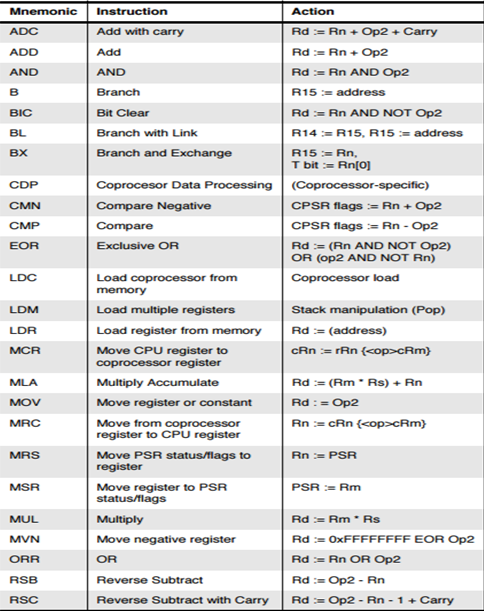 Mnemonic Instruction Action
ADC Add with carry Rd := Rn + Op2 + Carry
ADD Add Rd := Rn + Op2
AND AND Rd := Rn AND Op2
B Branch R15 := address
BIC Bit Clear Rd := Rn AND NOT Op2
BL Branch with Link R14 := R15, R15 := address
BX Branch and Exchange R15 := Rn,
T bit := Rn[0]
CDP Coprocesor Data Processing (Coprocessor-specific)
CMN Compare Negative CPSR flags := Rn + Op2
CMP Compare CPSR flags := Rn - Op2
EOR Exclusive OR Rd := (Rn AND NOT Op2)
OR (op2 AND NOT Rn)
LDC Load coprocessor from Coprocessor load
memory
LDM Load multiple registers Stack manipulation (Pop)
LDR Load register from memory Rd := (address)
MCR Move CPU register to cRn := rRn {<op>cRm}
coprocessor register
MLA Multiply Accumulate Rd := (Rm * Rs) + Rn
MOV Move register or constant Rd : = Op2
MRC Move from coprocessor Rn := cRn {<op>cRm}
register to CPU register
MRS Move PSR status/flags to Rn := PSR
register
MSR Move register to PSR PSR := Rm
status/flags
MUL Multiply Rd := Rm * Rs
MVN Move negative register Rd := 0xFFFFFFFF EOR Op2
ORR OR Rd := Rn OR Op2
RSB Reverse Subtract Rd := Op2 - Rn
RSC Reverse Subtract with Carry Rd := Op2 - Rn - 1 + Carry